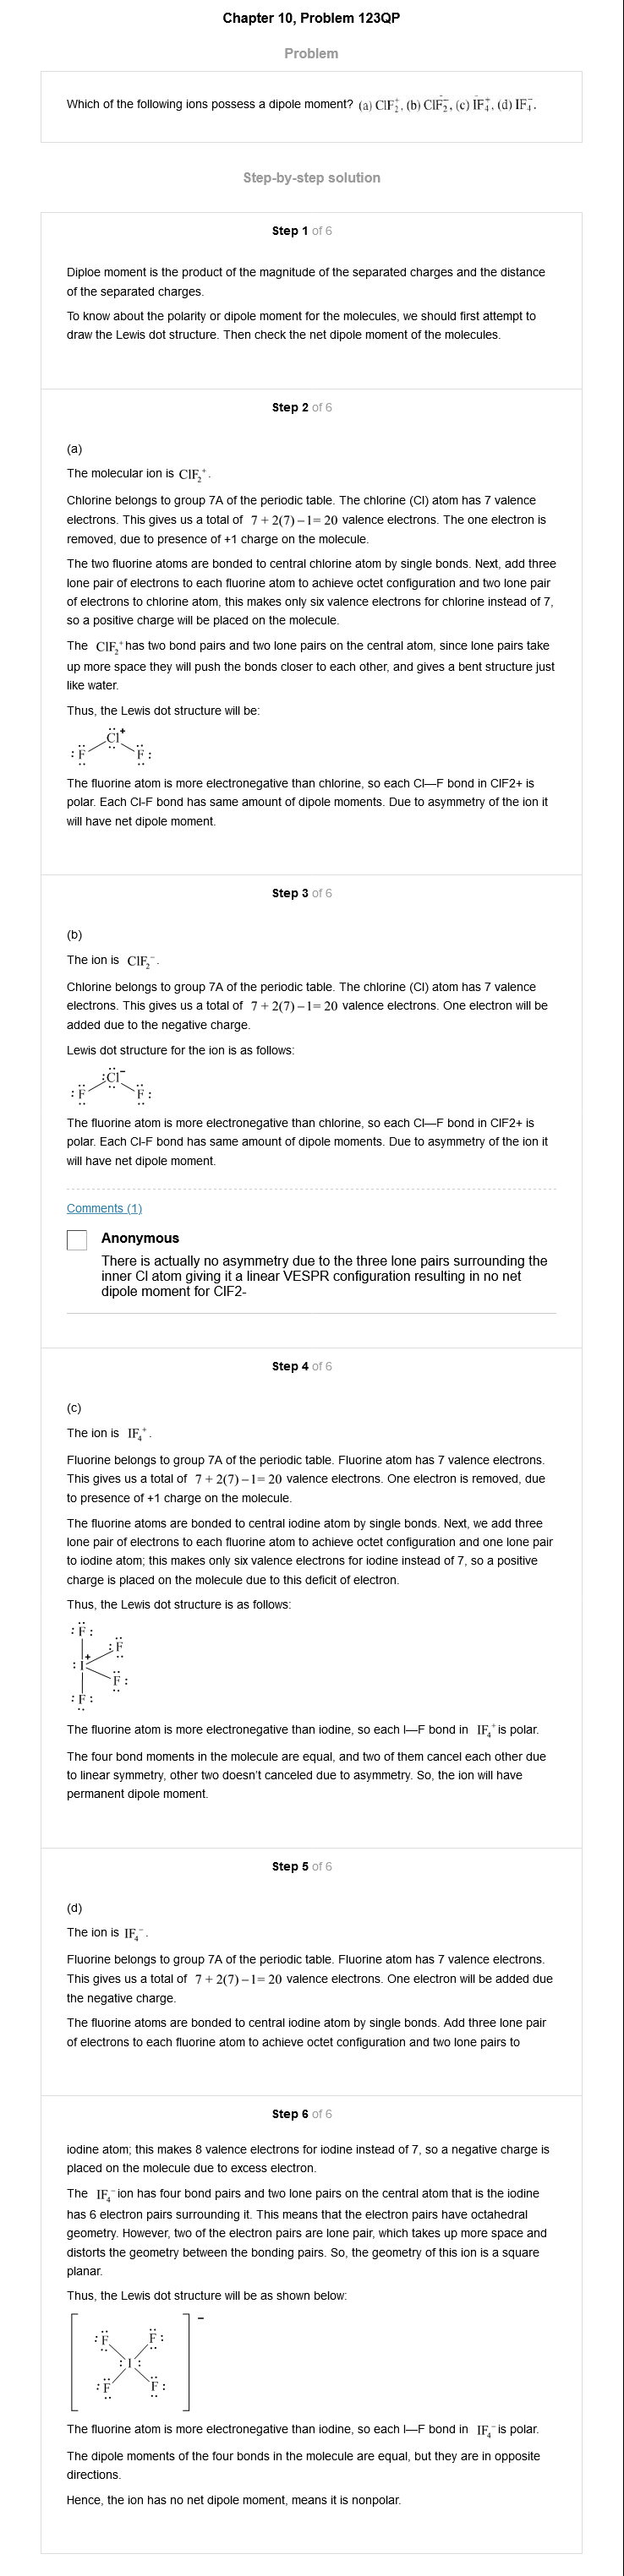 Chapter 10, Problem 123QP
Problem
Which of the following ions possess a dipole moment? (a) ClF₂⁺, (b) ClF₂⁻, (c) IF₄⁺, (d) IF₄⁻.
Step-by-step solution
Step 1 of 6
Diploe moment is the product of the magnitude of the separated charges and the distance
of the separated charges.
To know about the polarity or dipole moment for the molecules, we should first attempt to
draw the Lewis dot structure. Then check the net dipole moment of the molecules.
Step 2 of 6
(a)
The molecular ion is ClF₂⁺.
Chlorine belongs to group 7A of the periodic table. The chlorine (Cl) atom has 7 valence
electrons. This gives us a total of 7+2(7)−1=20 valence electrons. The one electron is
removed, due to presence of +1 charge on the molecule.
The two fluorine atoms are bonded to central chlorine atom by single bonds. Next, add three
lone pair of electrons to each fluorine atom to achieve octet configuration and two lone pair
of electrons to chlorine atom, this makes only six valence electrons for chlorine instead of 7,
so a positive charge will be placed on the molecule.
The ClF₂⁺ has two bond pairs and two lone pairs on the central atom, since lone pairs take
up more space they will push the bonds closer to each other, and gives a bent structure just
like water.
Thus, the Lewis dot structure will be:
Cl+
:F F:
The fluorine atom is more electronegative than chlorine, so each Cl—F bond in ClF2+ is
polar. Each Cl-F bond has same amount of dipole moments. Due to asymmetry of the ion it
will have net dipole moment.
Step 3 of 6
(b)
The ion is ClF₂⁻.
Chlorine belongs to group 7A of the periodic table. The chlorine (Cl) atom has 7 valence
electrons. This gives us a total of 7+2(7)−1=20 valence electrons. One electron will be
added due to the negative charge.
Lewis dot structure for the ion is as follows:
:Cl−
:F F:
The fluorine atom is more electronegative than chlorine, so each Cl—F bond in ClF2+ is
polar. Each Cl-F bond has same amount of dipole moments. Due to asymmetry of the ion it
will have net dipole moment.
Comments (1)
Anonymous
There is actually no asymmetry due to the three lone pairs surrounding the
inner Cl atom giving it a linear VESPR configuration resulting in no net
dipole moment for ClF2-
Step 4 of 6
(c)
The ion is IF₄⁺.
Fluorine belongs to group 7A of the periodic table. Fluorine atom has 7 valence electrons.
This gives us a total of 7+2(7)−1=20 valence electrons. One electron is removed, due
to presence of +1 charge on the molecule.
The fluorine atoms are bonded to central iodine atom by single bonds. Next, we add three
lone pair of electrons to each fluorine atom to achieve octet configuration and one lone pair
to iodine atom; this makes only six valence electrons for iodine instead of 7, so a positive
charge is placed on the molecule due to this deficit of electron.
Thus, the Lewis dot structure is as follows:
:F:
:F
:I+
F:
:F:
The fluorine atom is more electronegative than iodine, so each I—F bond in IF₄⁺ is polar.
The four bond moments in the molecule are equal, and two of them cancel each other due
to linear symmetry, other two doesn't canceled due to asymmetry. So, the ion will have
permanent dipole moment.
Step 5 of 6
(d)
The ion is IF₄⁻.
Fluorine belongs to group 7A of the periodic table. Fluorine atom has 7 valence electrons.
This gives us a total of 7+2(7)−1=20 valence electrons. One electron will be added due
the negative charge.
The fluorine atoms are bonded to central iodine atom by single bonds. Add three lone pair
of electrons to each fluorine atom to achieve octet configuration and two lone pairs to
Step 6 of 6
iodine atom; this makes 8 valence electrons for iodine instead of 7, so a negative charge is
placed on the molecule due to excess electron.
The IF₄⁻ ion has four bond pairs and two lone pairs on the central atom that is the iodine
has 6 electron pairs surrounding it. This means that the electron pairs have octahedral
geometry. However, two of the electron pairs are lone pair, which takes up more space and
distorts the geometry between the bonding pairs. So, the geometry of this ion is a square
planar.
Thus, the Lewis dot structure will be as shown below:
−
:F F:
:I:
:F F:
The fluorine atom is more electronegative than iodine, so each I—F bond in IF₄⁻ is polar.
The dipole moments of the four bonds in the molecule are equal, but they are in opposite
directions.
Hence, the ion has no net dipole moment, means it is nonpolar.